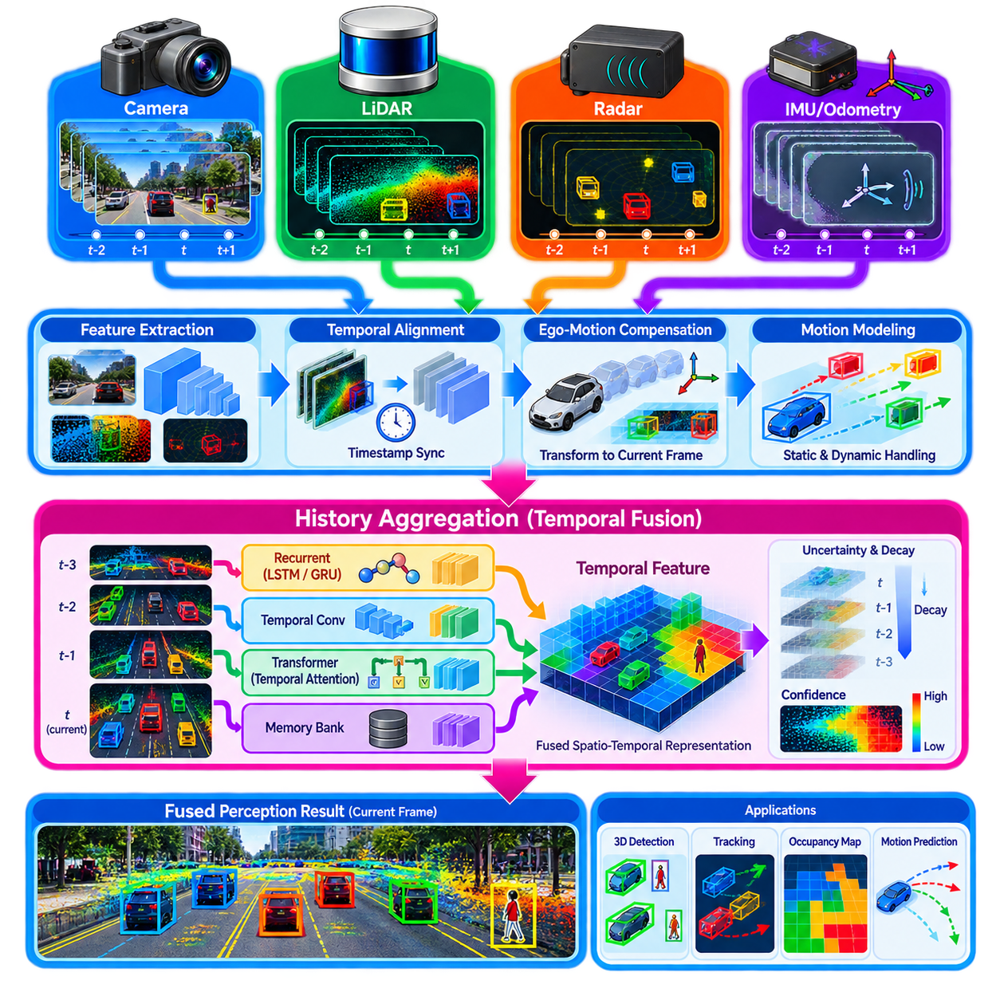 Camera
LiDAR
Radar
IMU/Odometry
t-2 t-1 t t+1
t-2 t-1 t t+1
t-2 t-1 t t+1
t-2 t-1 t t+1
Feature Extraction
Temporal Alignment
Timestamp Sync
Ego-Motion Compensation
Transform to Current Frame
Motion Modeling
Static & Dynamic Handling
History Aggregation (Temporal Fusion)
t-3
t-2
t-1
t
(current)
Recurrent
(LSTM / GRU)
Temporal Conv
Transformer
(Temporal Attention)
V
Memory Bank
Temporal Feature
Fused Spatio-Temporal Representation
Uncertainty & Decay
t
t-1
t-2
t-3
Decay
Confidence
High
Low
Fused Perception Result (Current Frame)
Applications
3D Detection
Tracking
Occupancy Map
Motion Prediction